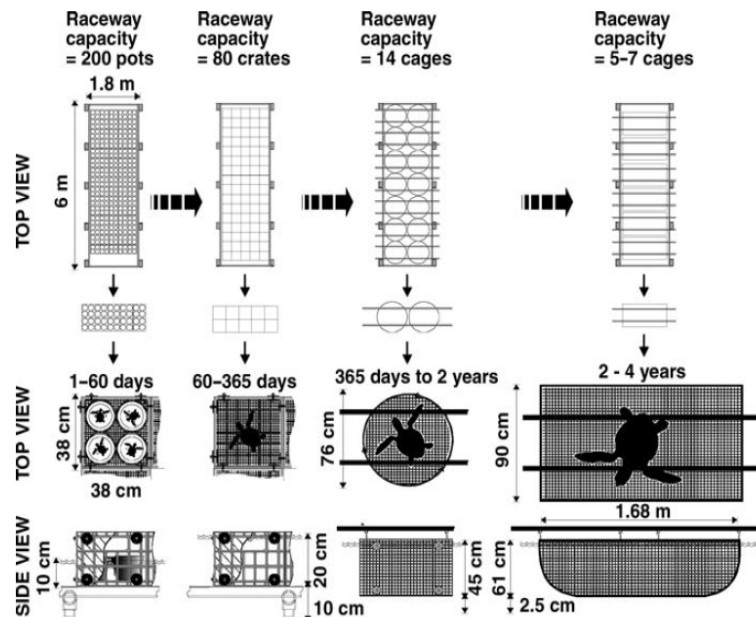 Raceway
capacity
= 200 pots
Raceway
capacity
= 80 crates
Raceway
capacity
= 14 cages
Raceway
capacity
= 5–7 cages
1.8 m
6 m
TOP VIEW
1–60 days
60–365 days
365 days to 2 years
2 - 4 years
TOP VIEW
38 cm
38 cm
76 cm
90 cm
1.68 m
SIDE VIEW
10 cm
20 cm
10 cm
45 cm
61 cm
2.5 cm